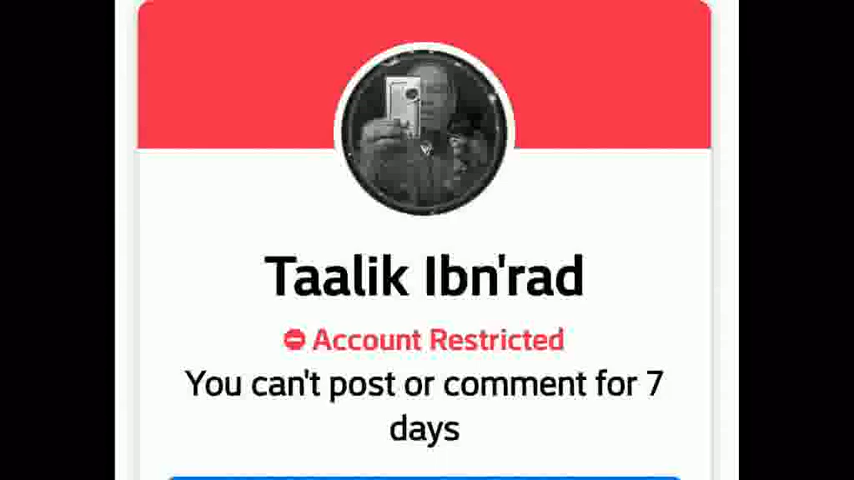 Taalik Ibn'rad
Account Restricted
You can't post or comment for 7
days